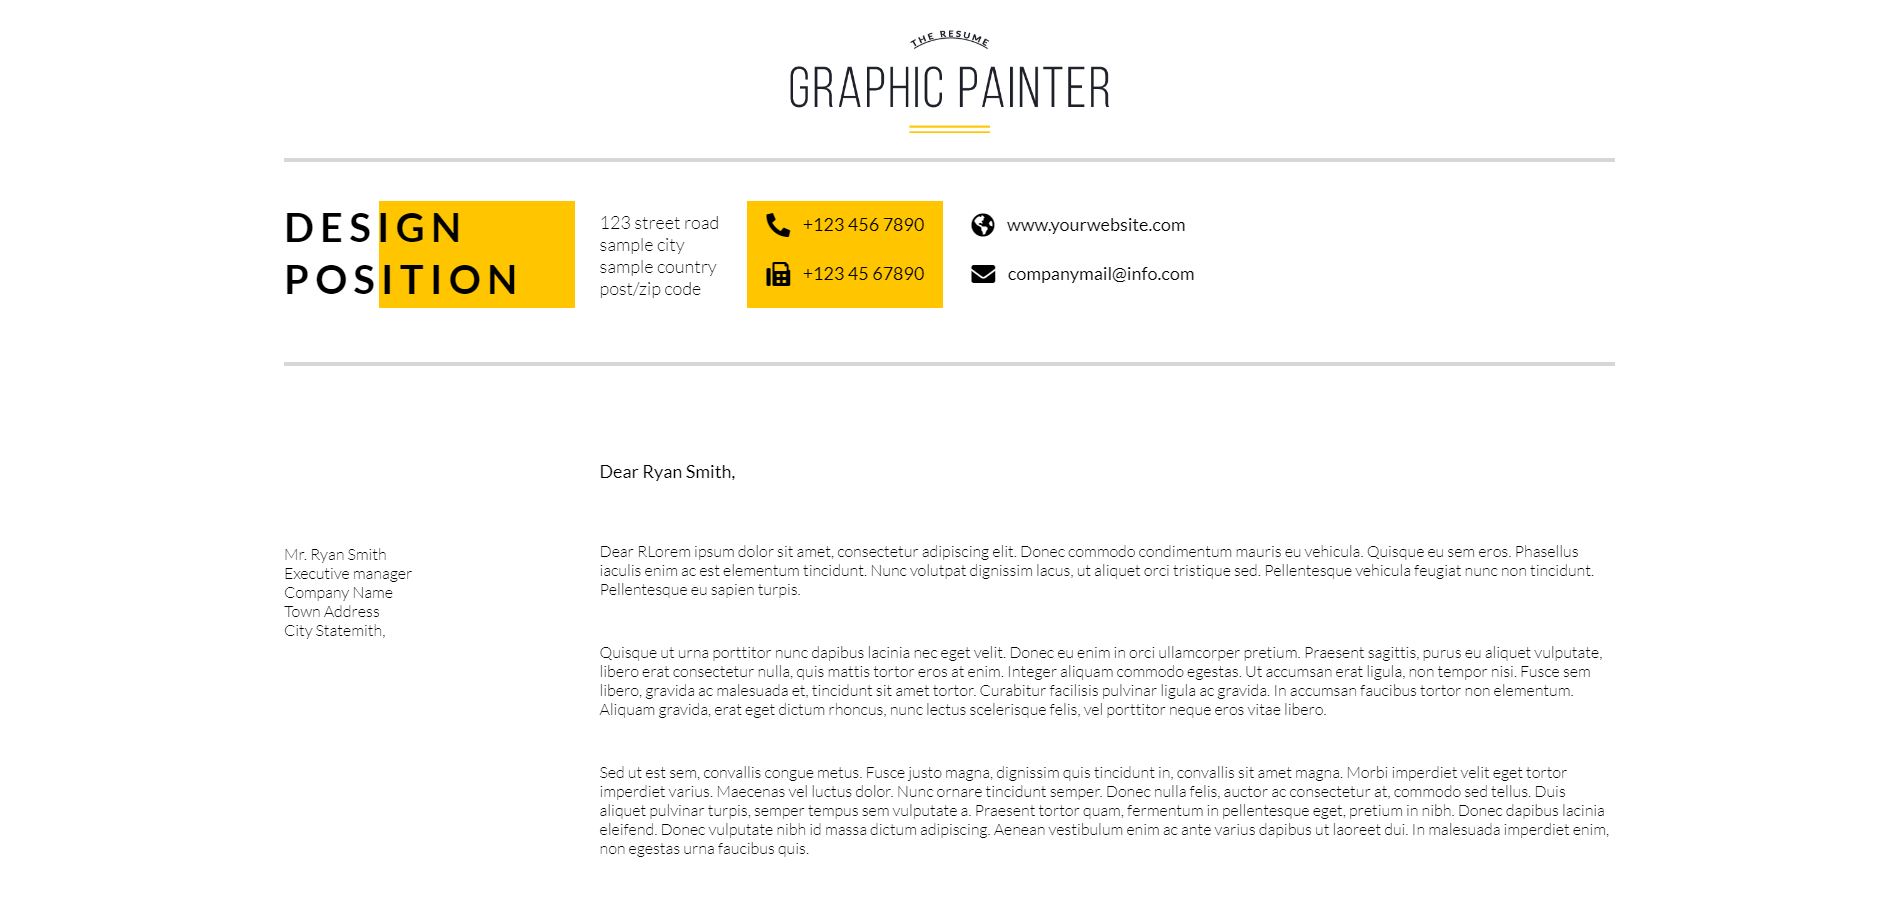 THE RESUME
GRAPHIC PAINTER
DESIGN
POSITION
123 street road
sample city
sample country
post/zip code
+123 456 7890
+123 45 67890
www.yourwebsite.com
companymail@info.com
Dear Ryan Smith,
Mr. Ryan Smith
Executive manager
Company Name
Town Address
City Statemith,
Dear RLorem ipsum dolor sit amet, consectetur adipiscing elit. Donec commodo condimentum mauris eu vehicula. Quisque eu sem eros. Phasellus
iaculis enim ac est elementum tincidunt. Nunc volutpat dignissim lacus, ut aliquet orci tristique sed. Pellentesque vehicula feugiat nunc non tincidunt.
Pellentesque eu sapien turpis.
Quisque ut urna porttitor nunc dapibus lacinia nec eget velit. Donec eu enim in orci ullamcorper pretium. Praesent sagittis, purus eu aliquet vulputate,
libero erat consectetur nulla, quis mattis tortor eros at enim. Integer aliquam commodo egestas. Ut accumsan erat ligula, non tempor nisi. Fusce sem
libero, gravida ac malesuada et, tincidunt sit amet tortor. Curabitur facilisis pulvinar ligula ac gravida. In accumsan faucibus tortor non elementum.
Aliquam gravida, erat eget dictum rhoncus, nunc lectus scelerisque felis, vel porttitor neque eros vitae libero.
Sed ut est sem, convallis congue metus. Fusce justo magna, dignissim quis tincidunt in, convallis sit amet magna. Morbi imperdiet velit eget tortor
imperdiet varius. Maecenas vel luctus dolor. Nunc ornare tincidunt semper. Donec nulla felis, auctor ac consectetur at, commodo sed tellus. Duis
aliquet pulvinar turpis, semper tempus sem vulputate a. Praesent tortor quam, fermentum in pellentesque eget, pretium in nibh. Donec dapibus lacinia
eleifend. Donec vulputate nibh id massa dictum adipiscing. Aenean vestibulum enim ac ante varius dapibus ut laoreet dui. In malesuada imperdiet enim,
non egestas urna faucibus quis.